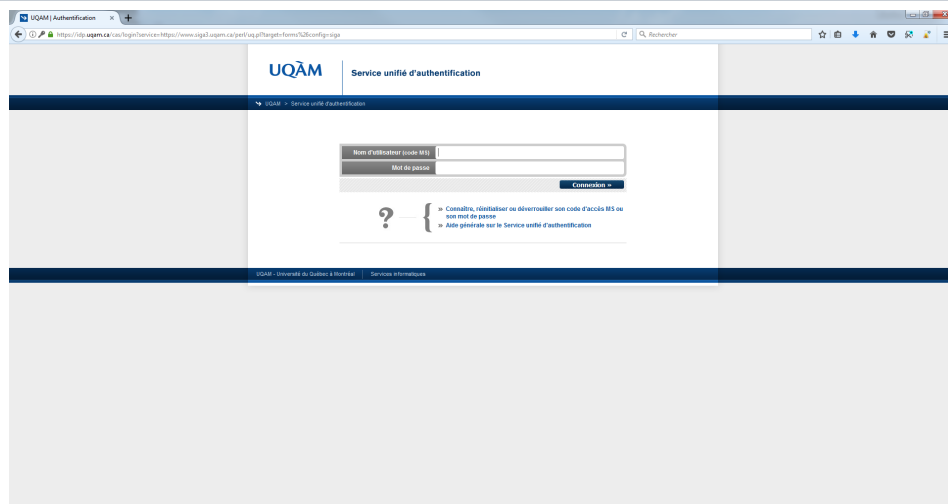 UQAM | Authentification
https://idp.uqam.ca/cas/login?service=https://www.siga3.uqam.ca/perl/uq.pl?target=forms%26config=siga
Rechercher
UQÀM
Service unifié d'authentification
UQAM > Service unifié d'authentification
Nom d'utilisateur (code MS)
Mot de passe
Connexion »
? {
» Connaître, réinitialiser ou déverrouiller son code d'accès MS ou
son mot de passe
» Aide générale sur le Service unifié d'authentification
UQAM - Université du Québec à Montréal | Services informatiques